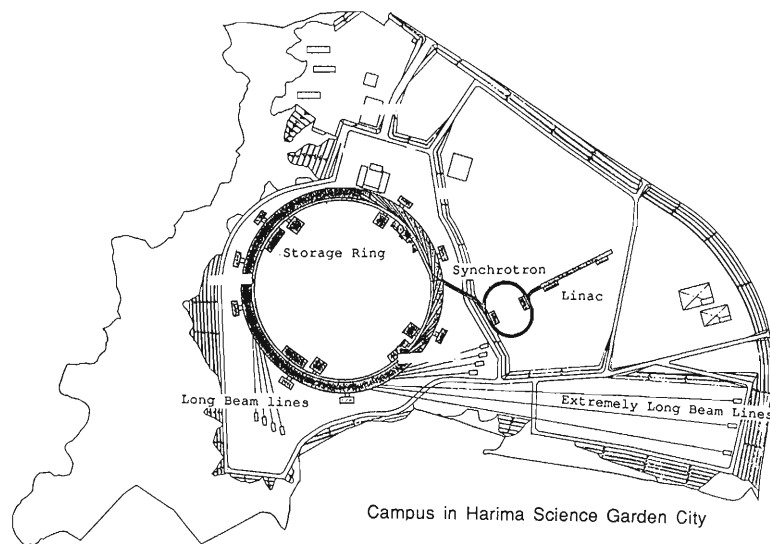 Storage Ring
Synchrotron
Linac
Long Beam lines
Extremely Long Beam Lines
Campus in Harima Science Garden City